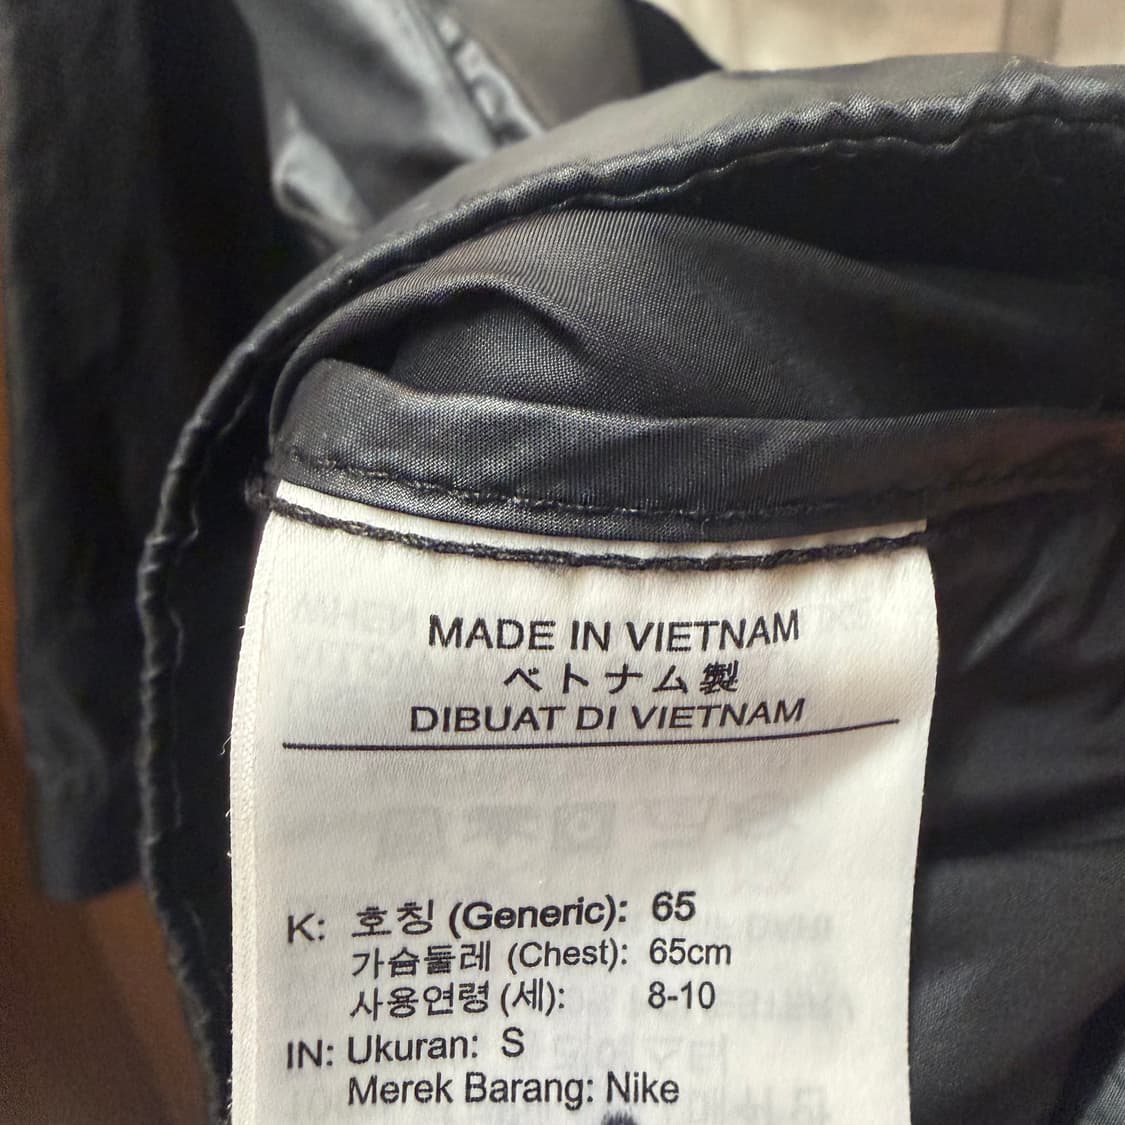 MADE IN VIETNAM
ベトナム製
DIBUAT DI VIETNAM
K: 호칭 (Generic): 65
가슴둘레 (Chest): 65cm
사용연령 (세): 8-10
IN: Ukuran: S
Merek Barang: Nike